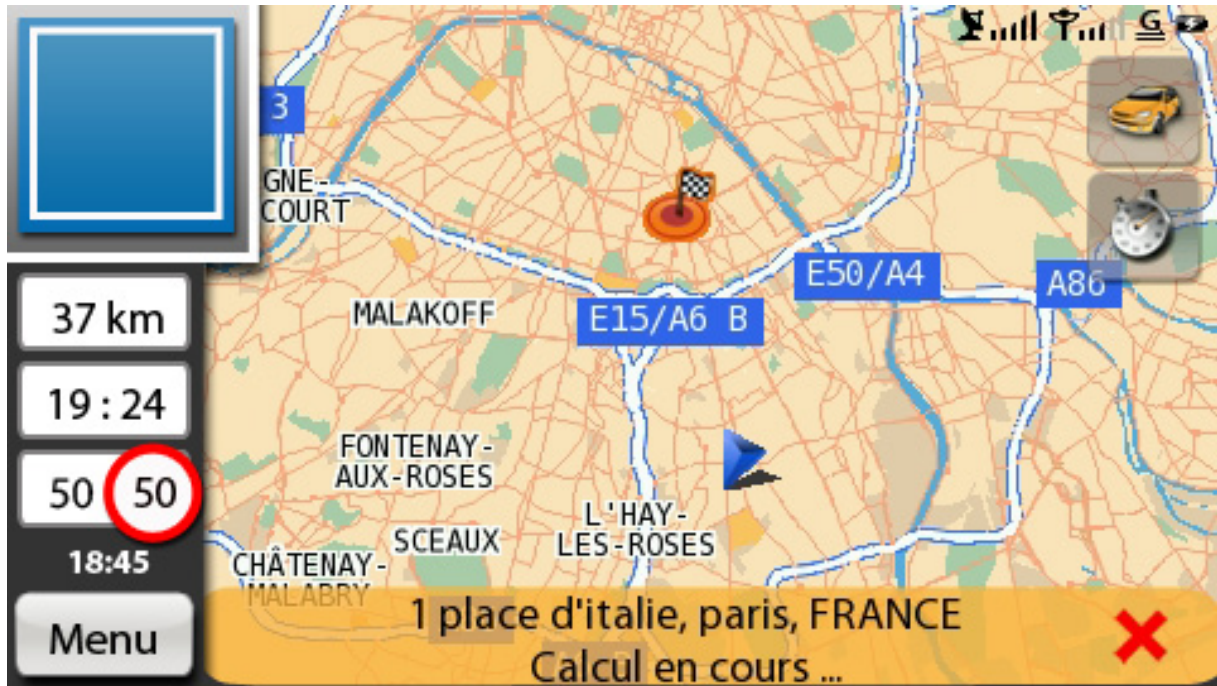 3
G
GNE-
COURT
E50/A4
A86
37 km
MALAKOFF
E15/A6 B
19 : 24
FONTENAY-
AUX-ROSES
50 50
L'HAY-
LES-ROSES
SCEAUX
18:45
CHÂTENAY-
MALABRY
Menu
1 place d'italie, paris, FRANCE
Calcul en cours ...